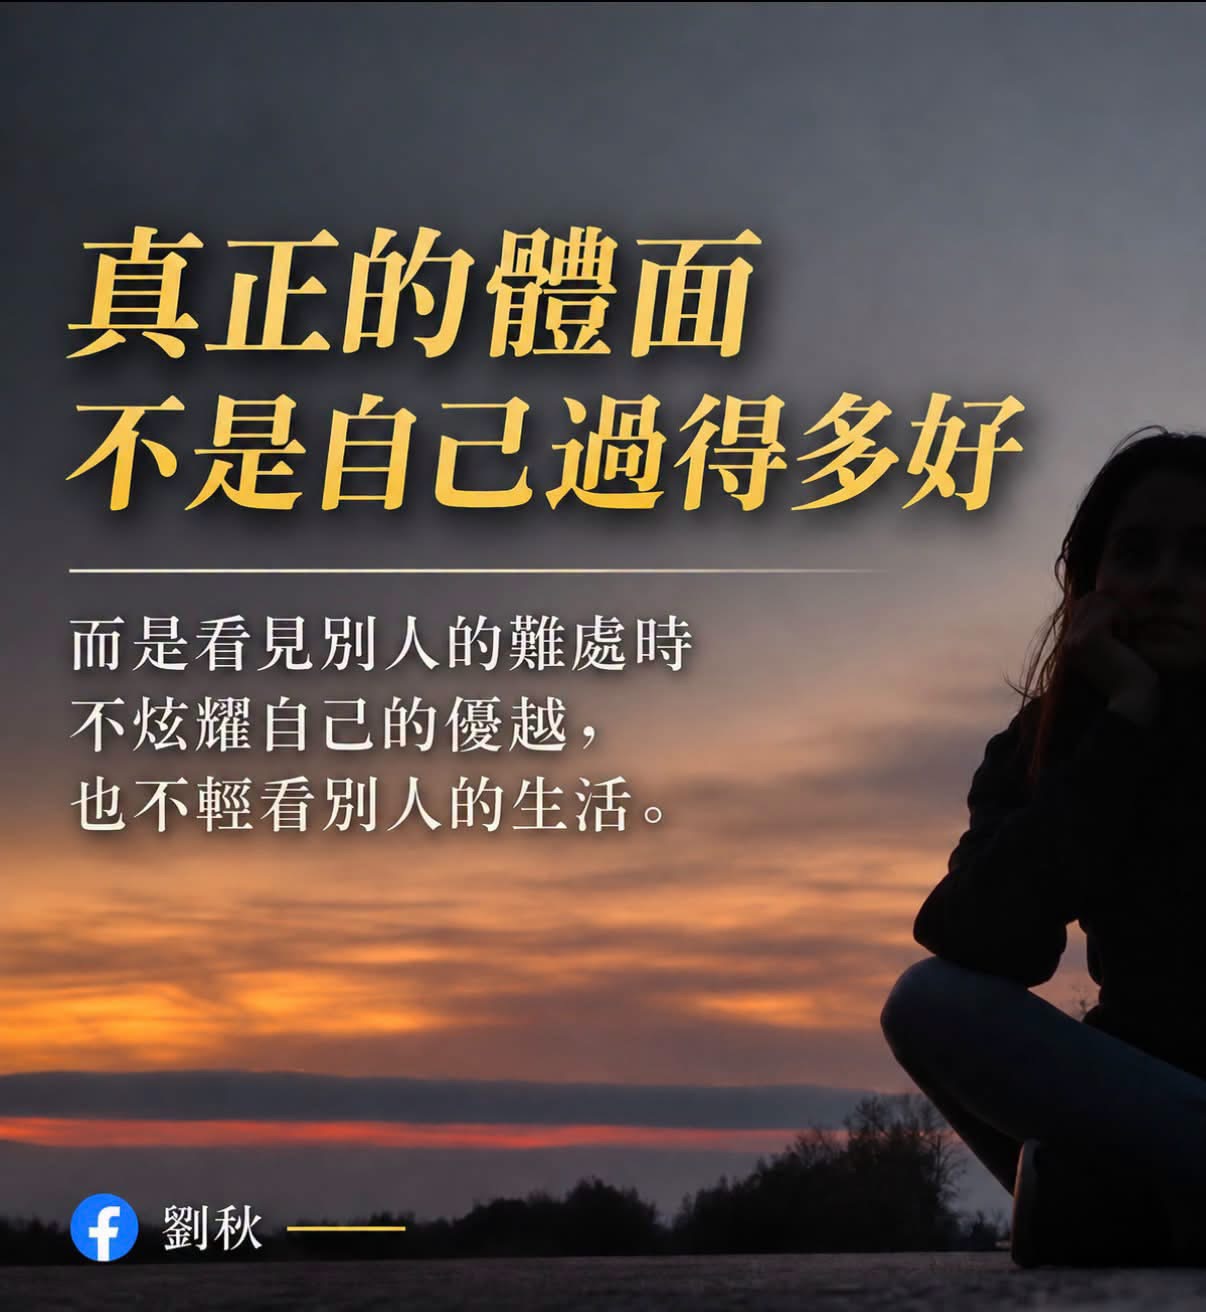 真正的體面
不是自己過得多好
而是看見別人的難處時
不炫耀自己的優越，
也不輕看別人的生活。
劉秋